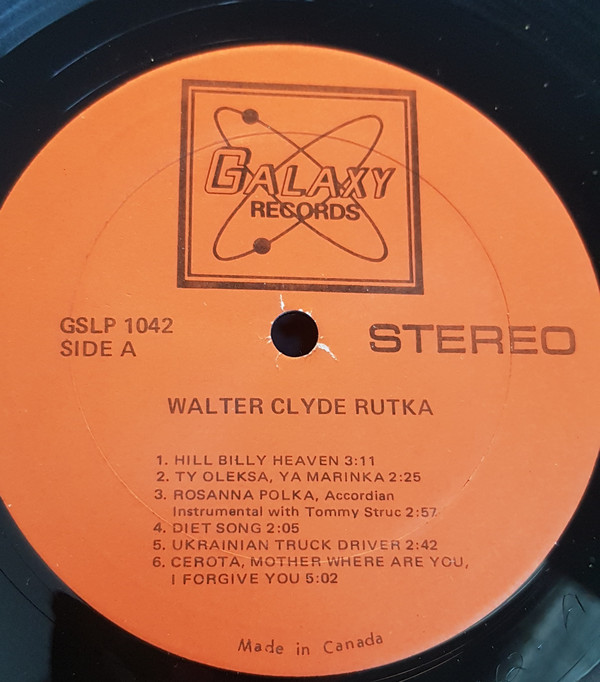 GALAXY
RECORDS
GSLP 1042
SIDE A
STEREO
WALTER CLYDE RUTKA
1. HILL BILLY HEAVEN 3:11
2. TY OLEKSA, YA MARINKA 2:25
3. ROSANNA POLKA, Accordian
Instrumental with Tommy Struc 2:57
4. DIET SONG 2:05
5. UKRAINIAN TRUCK DRIVER 2:42
6. CEROTA, MOTHER WHERE ARE YOU,
I FORGIVE YOU 5:02
Made in Canada